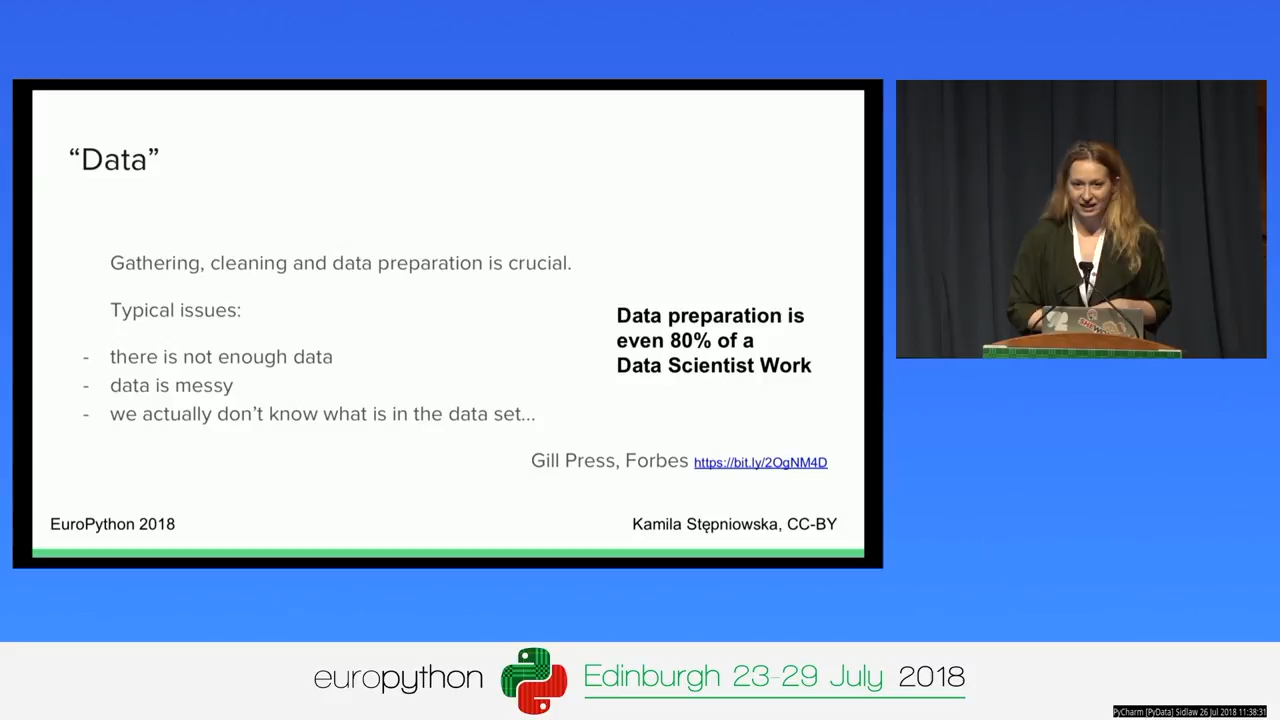 “Data”
Gathering, cleaning and data preparation is crucial.
Typical issues:
- there is not enough data
- data is messy
- we actually don’t know what is in the data set...
Data preparation is
even 80% of a
Data Scientist Work
Gill Press, Forbes https://bit.ly/2OgNM4D
EuroPython 2018
Kamila Stępniowska, CC-BY
europython
Edinburgh 23-29 July 2018
PyCharm [PyData] Sidlaw 26 Jul 2018 11:38:31